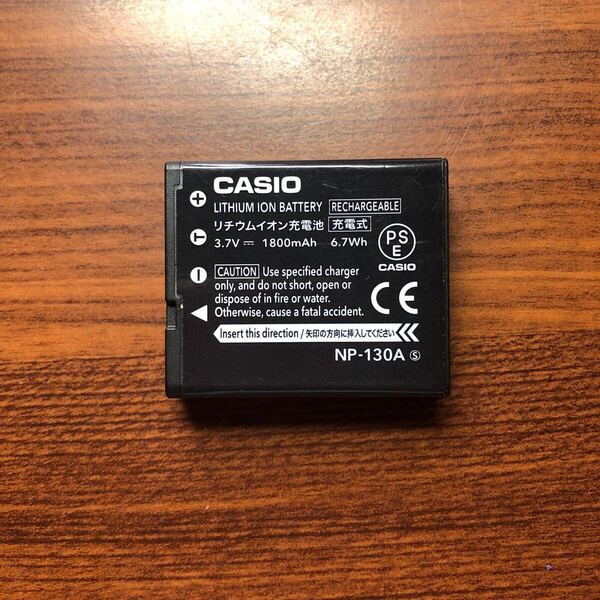 CASIO
LITHIUM ION BATTERY RECHARGEABLE
リチウムイオン充電池 充電式
3.7V 1800mAh 6.7Wh
PS
E
CASIO
CAUTION Use specified charger
only, and do not short, open or
dispose of in fire or water.
Otherwise, cause a fatal accident.
CE
Insert this direction / 矢印の方向に挿入してください
NP-130A S
+
T
−